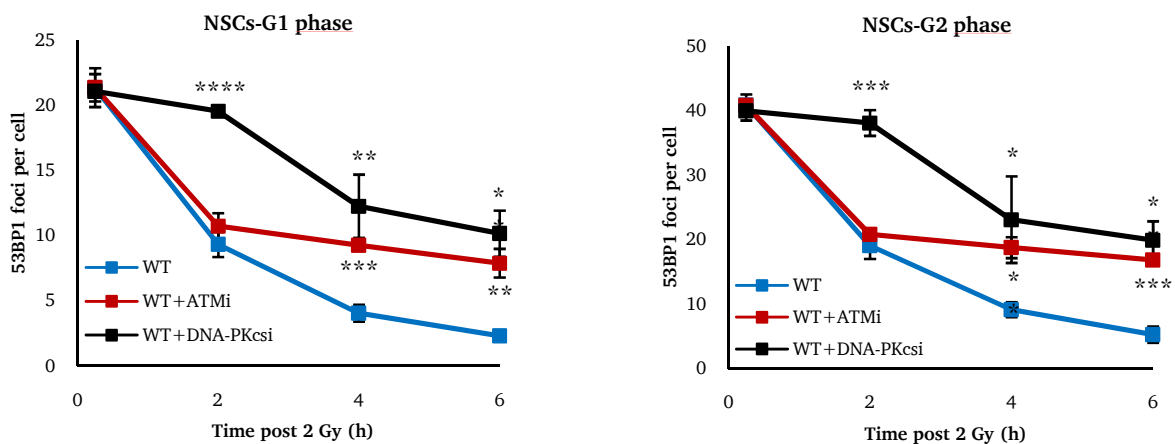 NSCs-G1 phase
53BP1 foci per cell
25
20
15
10
5
0
****
**
*
*
***
**
WT
WT+ATMi
WT+DNA-PKcsi
0 2 4 6
Time post 2 Gy (h)
NSCs-G2 phase
53BP1 foci per cell
50
40
30
20
10
0
***
*
*
*
***
*
WT
WT+ATMi
WT+DNA-PKcsi
0 2 4 6
Time post 2 Gy (h)